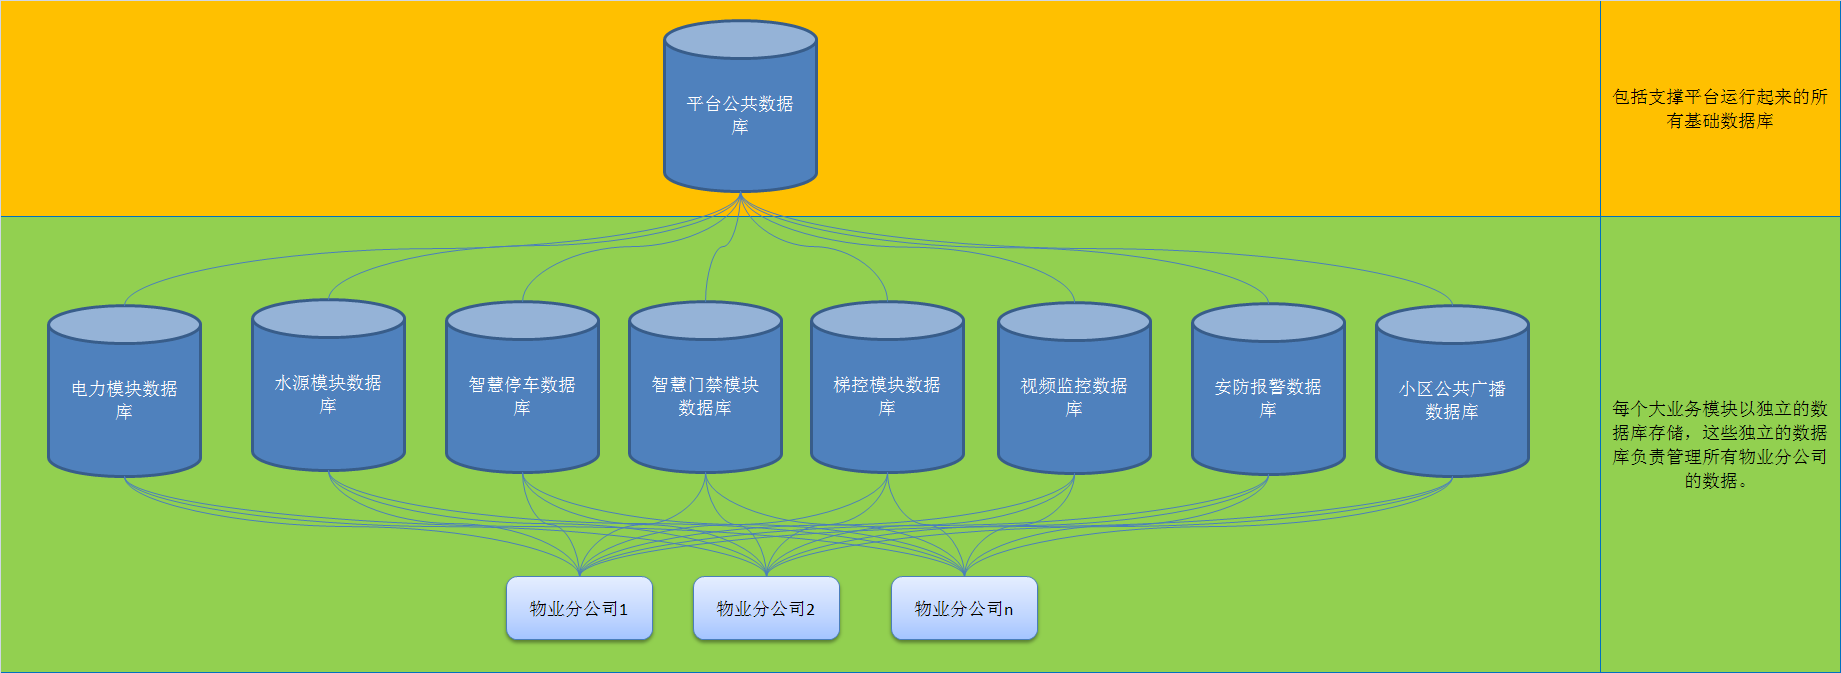 平台公共数据
库
包括支撑平台运行起来的所
有基础数据库
电力模块数据
库
水源模块数据
库
智慧停车数据
库
智慧门禁模块
数据库
梯控模块数据
库
视频监控数据
库
安防报警数据
库
小区公共广播
数据库
每个大业务模块以独立的数
据库存储，这些独立的数据
库负责管理所有物业分公司
的数据。
物业分公司1
物业分公司2
物业分公司n